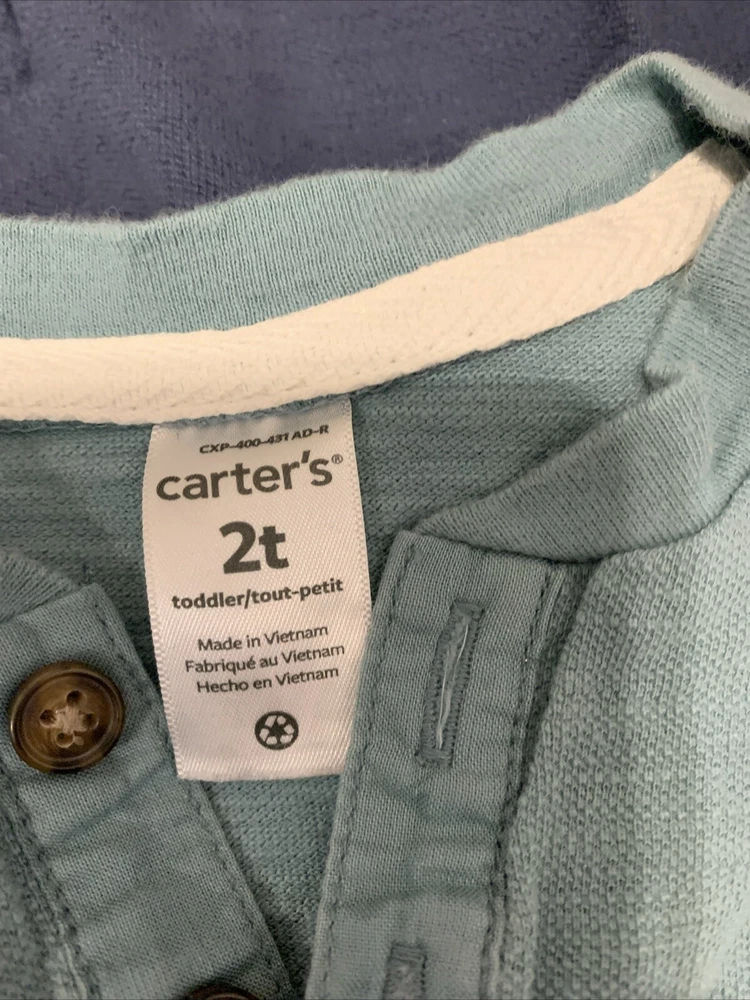 CXP-400-431 AD-R
carter's®
2t
toddler/tout-petit
Made in Vietnam
Fabriqué au Vietnam
Hecho en Vietnam